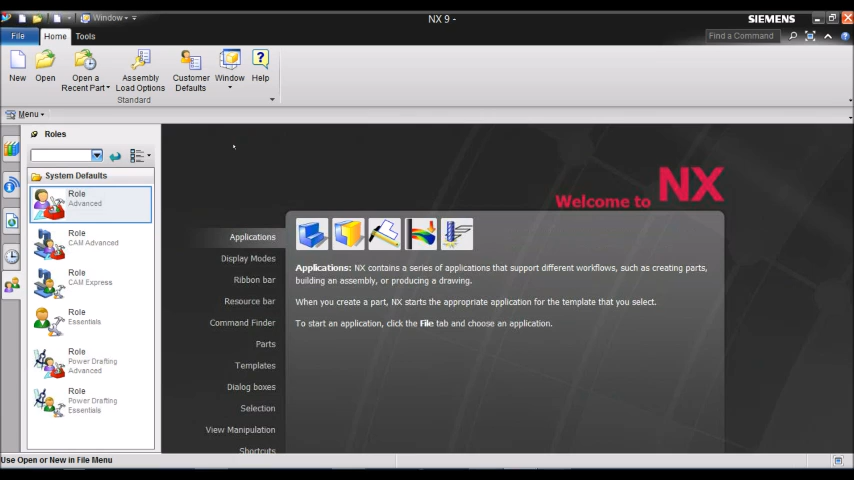 Window
NX 9 -
SIEMENS
File
Home
Tools
Find a Command
New
Open
Open a
Recent Part
Assembly
Load Options
Customer
Defaults
Window
Help
Standard
Menu
Roles
System Defaults
Role
Advanced
Role
CAM Advanced
Role
CAM Express
Role
Essentials
Role
Power Drafting
Advanced
Role
Power Drafting
Essentials
Welcome to NX
Applications
Display Modes
Ribbon bar
Resource bar
Command Finder
Parts
Templates
Dialog boxes
Selection
View Manipulation
Shortcuts
Applications: NX contains a series of applications that support different workflows, such as creating parts,
building an assembly, or producing a drawing.
When you create a part, NX starts the appropriate application for the template that you select.
To start an application, click the File tab and choose an application.
Use Open or New in File Menu